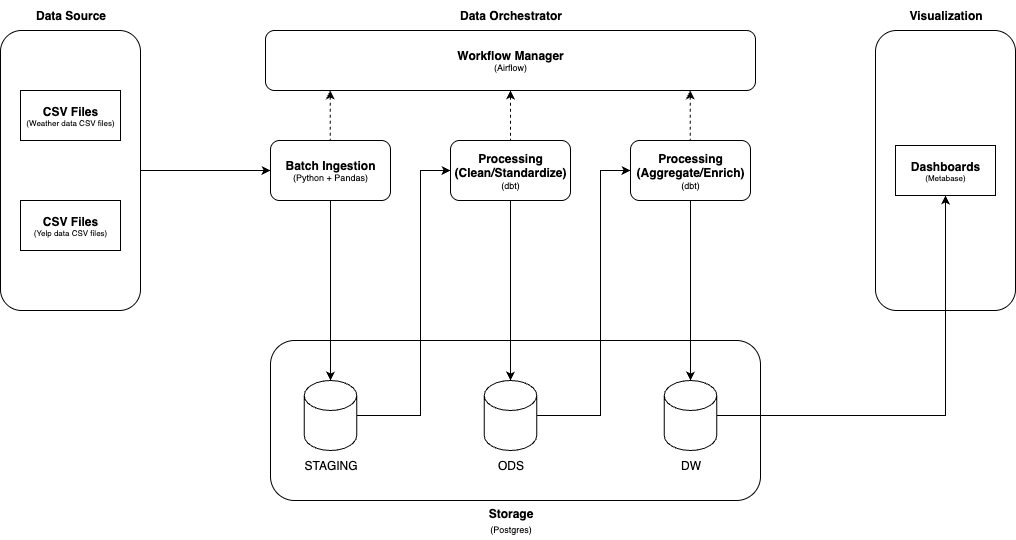 Data Source
Data Orchestrator
Visualization
Workflow Manager
(Airflow)
CSV Files
(Weather data CSV files)
CSV Files
(Yelp data CSV files)
Batch Ingestion
(Python + Pandas)
Processing
(Clean/Standardize)
(dbt)
Processing
(Aggregate/Enrich)
(dbt)
Dashboards
(Metabase)
STAGING
ODS
DW
Storage
(Postgres)